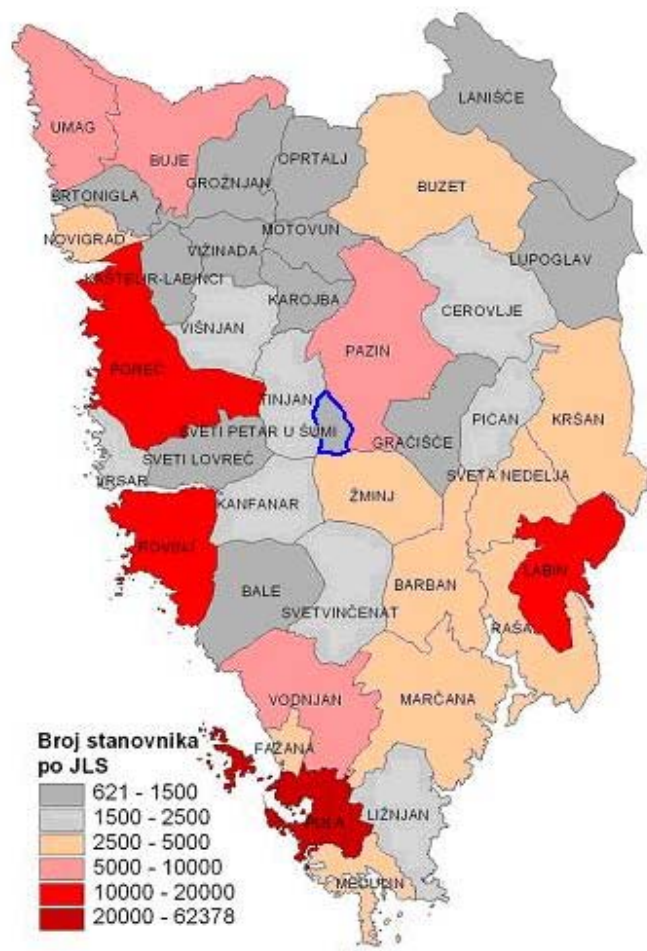 LANIŠĆE
UMAG
BUJE
OPRTALJ
GROŽNJAN
BUZET
BRTONIGLA
NOVIGRAD
MOTOVUN
VIŽINADA
LUPOGLAV
KAŠTELIR-LABINCI
KAROJBA
CEROVLJE
VIŠNJAN
PAZIN
POREČ
TINJAN
PIĆAN
KRŠAN
SVETI PETAR U ŠUMI
GRAČIŠĆE
SVETI LOVREČ
SVETA NEDELJA
VRSAR
KANFANAR
ŽMINJ
ROVINJ
LABIN
BALE
BARBAN
SVETVINČENAT
RAŠA
VODNJAN
MARČANA
FAŽANA
LIŽNJAN
PULA
MEDULIN
Broj stanovnika
po JLS
621 - 1500
1500 - 2500
2500 - 5000
5000 - 10000
10000 - 20000
20000 - 62378